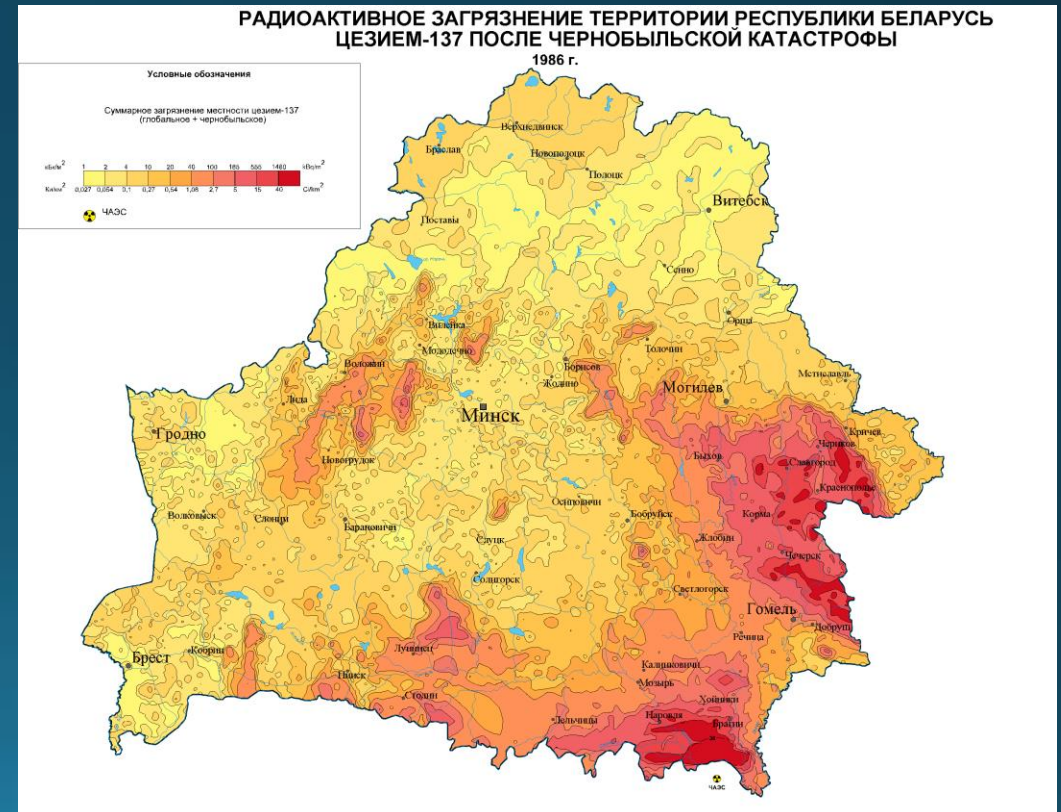 РАДИОАКТИВНОЕ ЗАГРЯЗНЕНИЕ ТЕРРИТОРИИ РЕСПУБЛИКИ БЕЛАРУСЬ
ЦЕЗИЕМ-137 ПОСЛЕ ЧЕРНОБЫЛЬСКОЙ КАТАСТРОФЫ
1986 г.
Условные обозначения
Суммарное загрязнение местности цезием-137
(глобальное + чернобыльское)
1 2 4 10 20 40 100 185 555 1480
0,027 0,054 0,1 0,27 0,54 1,08 2,7 5 15 40
ЧАЭС
Верхнедвинск
Браслав
Новополоцк
Полоцк
Витебск
Поставы
Сенно
Орша
Вилейка
Молодечно
Толочин
Воложин
Борисов
Жодино
Мстиславль
Могилев
Лида
Минск
Гродно
Кричев
Чериков
Новогрудок
Быхов
Славгород
Краснополье
Осиповичи
Волковыск
Слоним
Барановичи
Бобруйск
Корма
Слуцк
Жлобин
Чечерск
Солигорск
Светлогорск
Гомель
Добруш
Речица
Брест
Кобрин
Лунинец
Калинковичи
Пинск
Мозырь
Столин
Хойники
Лельчицы
Наровля
Брагин
ЧАЭС